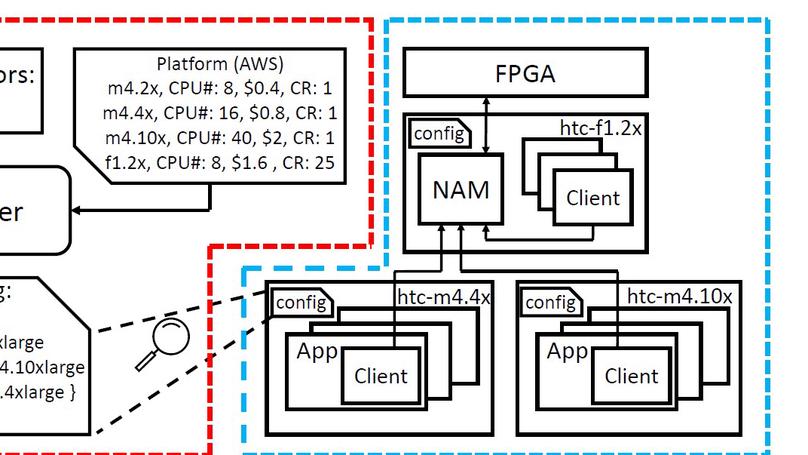 ors:
Platform (AWS)
m4.2x, CPU#: 8, $0.4, CR: 1
m4.4x, CPU#: 16, $0.8, CR: 1
m4.10x, CPU#: 40, $2, CR: 1
f1.2x, CPU#: 8, $1.6 , CR: 25
er
g:
xlarge
4.10xlarge
.4xlarge }
FPGA
config
htc-f1.2x
NAM
Client
config
htc-m4.4x
App
Client
config
htc-m4.10x
App
Client